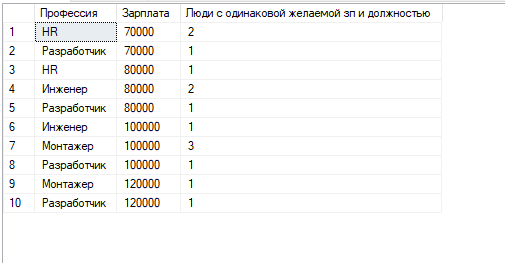 Профессия Зарплата Люди с одинаковой желаемой зп и должностью
1 HR 70000 2
2 Разработчик 70000 1
3 HR 80000 1
4 Инженер 80000 2
5 Разработчик 80000 1
6 Инженер 100000 1
7 Монтажер 100000 3
8 Разработчик 100000 1
9 Монтажер 120000 1
10 Разработчик 120000 1